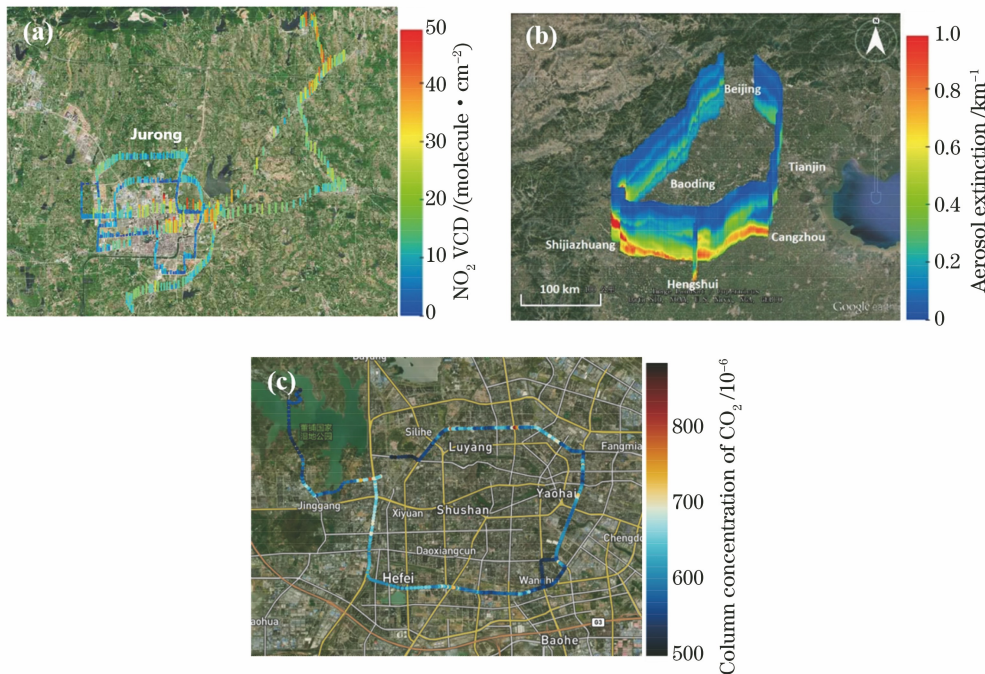 (a)
Jurong
50
40
30
20
10
0
NO₂ VCD /(molecule • cm⁻²)
(b)
Beijing
Tianjin
Baoding
Shijiazhuang
Cangzhou
Hengshui
100 km
Google
1.0
0.8
0.6
0.4
0.2
0
Aerosol extinction /km⁻¹
(c)
Silihe
Luyang
Fangmia
Jinggang
Yaohai
Xiyuan
Shushan
Daoxiangcun
Chengdo
Hefei
Baohe
aohua
800
700
600
500
Column concentration of CO₂ /10⁻⁶